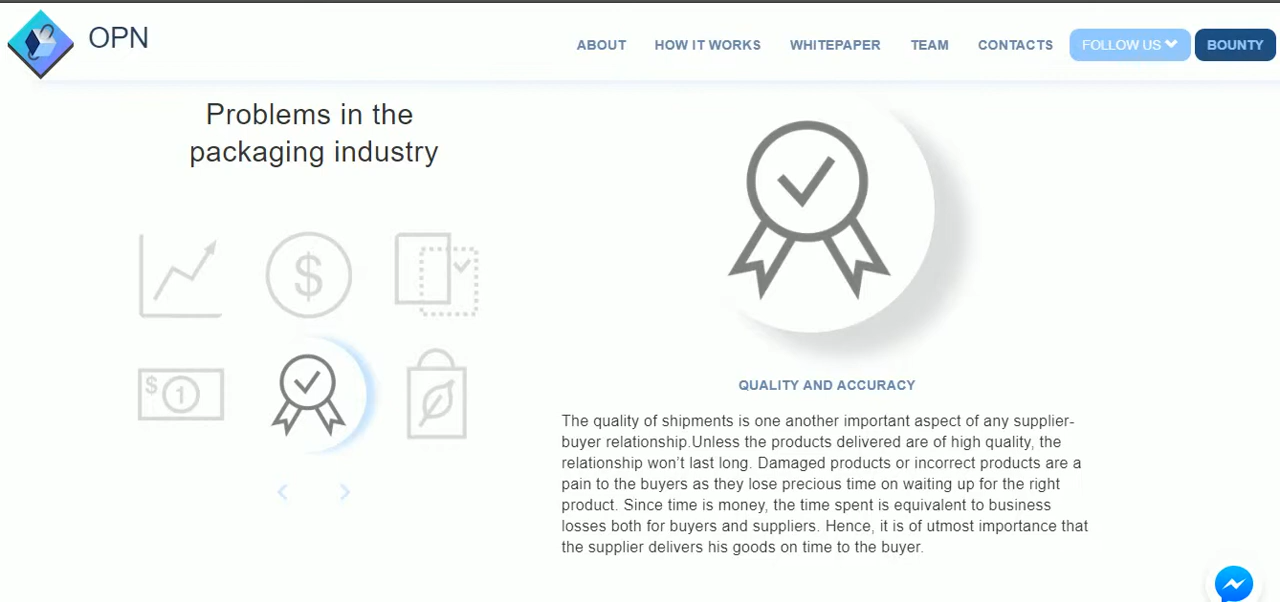 OPN
ABOUT HOW IT WORKS WHITEPAPER TEAM CONTACTS FOLLOW US BOUNTY
Problems in the
packaging industry
$
$ 1
QUALITY AND ACCURACY
The quality of shipments is one another important aspect of any supplier-
buyer relationship.Unless the products delivered are of high quality, the
relationship won't last long. Damaged products or incorrect products are a
pain to the buyers as they lose precious time on waiting up for the right
product. Since time is money, the time spent is equivalent to business
losses both for buyers and suppliers. Hence, it is of utmost importance that
the supplier delivers his goods on time to the buyer.